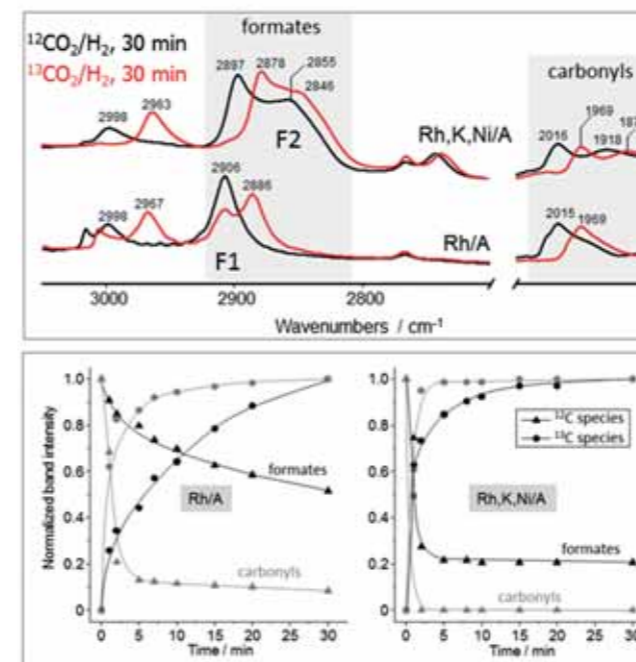 formates
carbonyls
¹²CO₂/H₂, 30 min
¹³CO₂/H₂, 30 min
2998
2963
2897
2878
2855
2846
F2
Rh,K,Ni/A
2016
1969
1918
2998
2967
2906
2886
F1
Rh/A
2015
1969
3000
2900
2800
Wavenumbers / cm⁻¹
Normalized band intensity
1.0
0.8
0.6
0.4
0.2
0
Rh/A
formates
carbonyls
0 5 10 15 20 25 30
Time / min
1.0
0.8
0.6
0.4
0.2
0
¹²C species
¹³C species
Rh,K,Ni/A
formates
carbonyls
0 5 10 15 20 25 30
Time / min